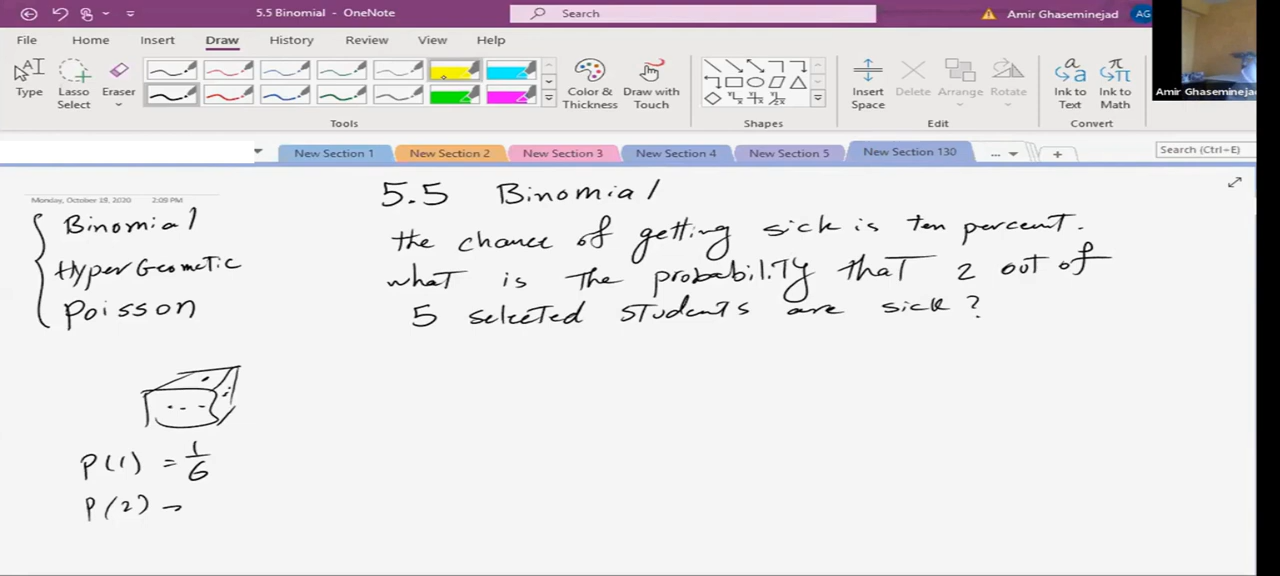 5.5 Binomial - OneNote
Search
Amir Ghaseminejad
AG
File Home Insert Draw History Review View Help
Type
Lasso Select
Eraser
Color & Thickness
Draw with Touch
Insert Space
Delete
Arrange
Rotate
Ink to Text
Ink to Math
Tools
Shapes
Edit
Convert
Amir Ghaseminejad
New Section 1
New Section 2
New Section 3
New Section 4
New Section 5
New Section 130
...
+
Search (Ctrl+E)
Monday, October 19, 2020 2:09 PM
Binomial
HyperGeometic
Poisson
5.5 Binomial
the chance of getting sick is ten percent.
what is the probability that 2 out of
5 selected students are sick?
P(1) = 1/6
P(2) →